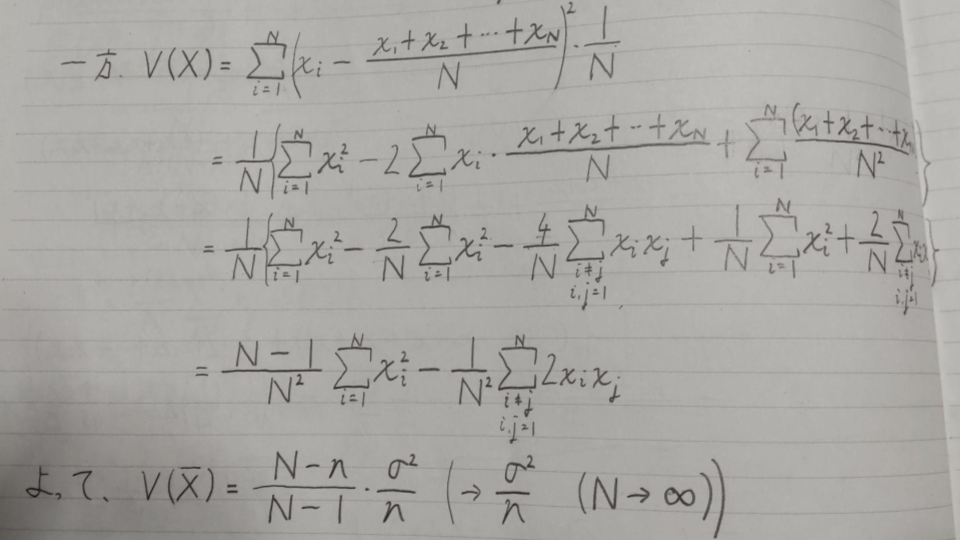 一方、V(X) = \sum_{i=1}^{N} \left( x_i - \frac{x_1+x_2+\cdots+x_N}{N} \right)^2 \cdot \frac{1}{N}
= \frac{1}{N} \left\{ \sum_{i=1}^{N} x_i^2 - 2\sum_{i=1}^{N} x_i \cdot \frac{x_1+x_2+\cdots+x_N}{N} + \sum_{i=1}^{N} \frac{(x_1+x_2+\cdots+x_N}{N^2} \right\}
= \frac{1}{N} \left\{ \sum_{i=1}^{N} x_i^2 - \frac{2}{N}\sum_{i=1}^{N} x_i^2 - \frac{4}{N}\sum_{\substack{i \neq j \\ i,j=1}}^{N} x_i x_j + \frac{1}{N}\sum_{i=1}^{N} x_i^2 + \frac{2}{N}\sum_{\substack{i \neq j \\ i,j=1}}^{N} x_i x_j \right\}
= \frac{N-1}{N^2}\sum_{i=1}^{N} x_i^2 - \frac{1}{N^2}\sum_{\substack{i \neq j \\ i,j=1}}^{N} 2x_i x_j
よって、V(\overline{X}) = \frac{N-n}{N-1} \cdot \frac{\sigma^2}{n} \left( \to \frac{\sigma^2}{n} \quad (N \to \infty) \right)